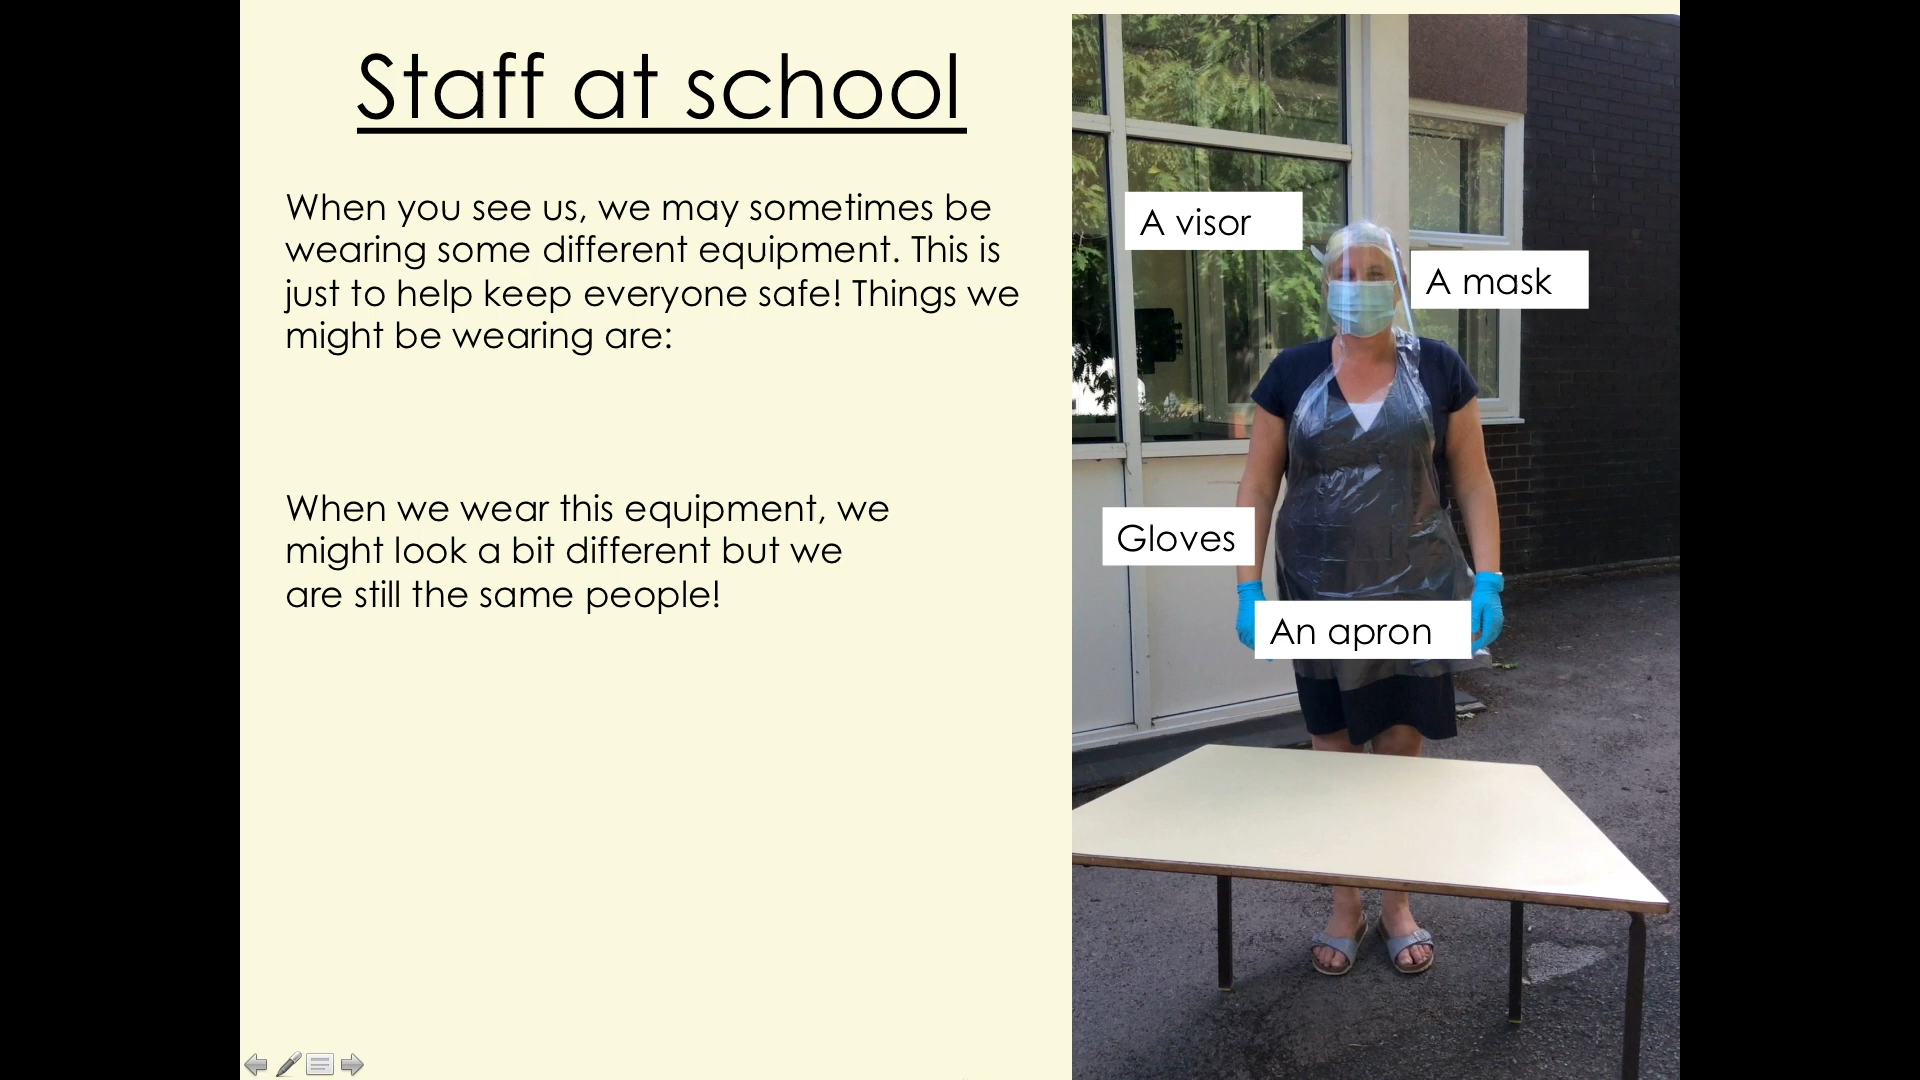 Staff at school
When you see us, we may sometimes be
wearing some different equipment. This is
just to help keep everyone safe! Things we
might be wearing are:
A visor
A mask
Gloves
An apron
When we wear this equipment, we
might look a bit different but we
are still the same people!